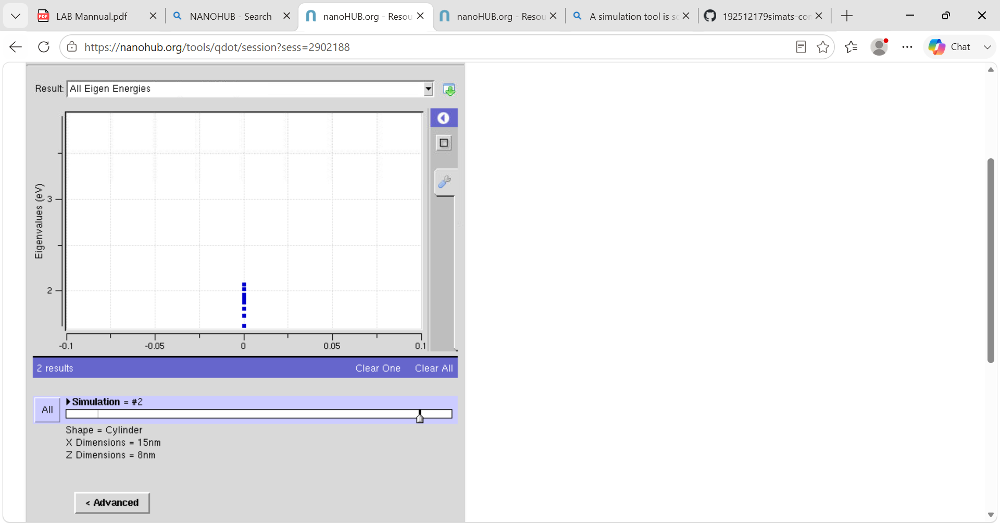 LAB Mannual.pdf
NANOHUB - Search
nanoHUB.org - Resou
nanoHUB.org - Resou
A simulation tool is so
192512179simats-cor
https://nanohub.org/tools/qdot/session?sess=2902188
Chat
Result: All Eigen Energies
Eigenvalues (eV)
3
2
-0.1 -0.05 0 0.05 0.1
2 results Clear One Clear All
All
Simulation = #2
Shape = Cylinder
X Dimensions = 15nm
Z Dimensions = 8nm
< Advanced